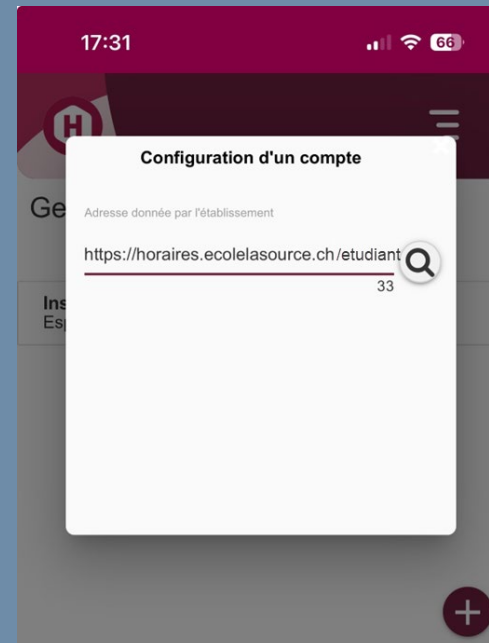 17:31
66
H
Configuration d'un compte
Ge
Adresse donnée par l'établissement
https://horaires.ecolelasource.ch/etudiant
33
Ins
Esp